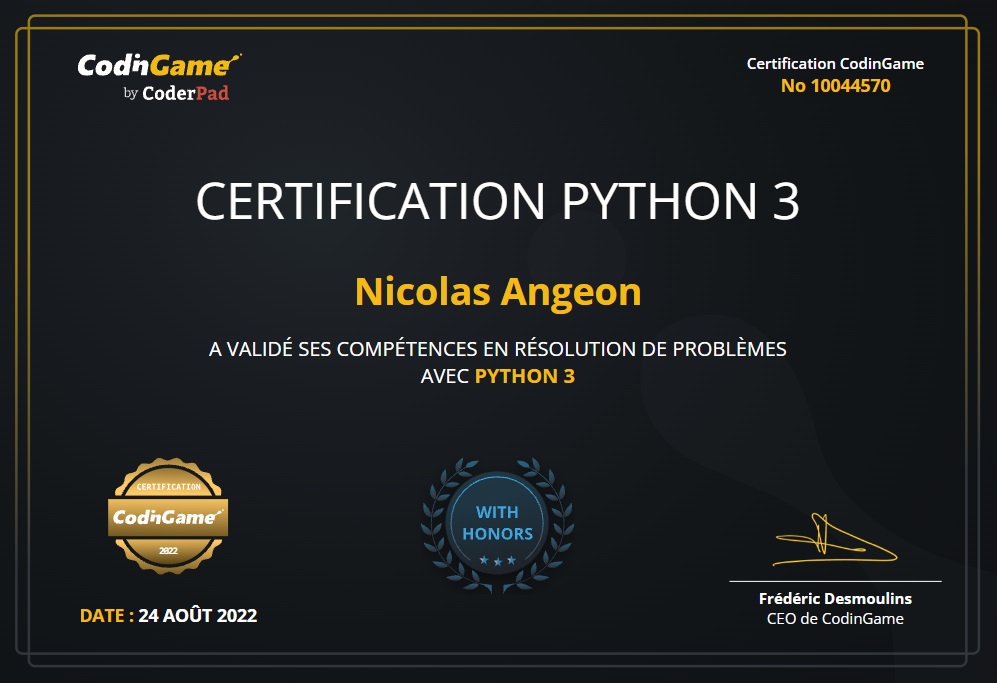 CodinGame
by CoderPad
Certification CodinGame
No 10044570
CERTIFICATION PYTHON 3
Nicolas Angeon
A VALIDÉ SES COMPÉTENCES EN RÉSOLUTION DE PROBLÈMES
AVEC PYTHON 3
CERTIFICATION
CodinGame
2022
WITH
HONORS
DATE : 24 AOÛT 2022
Frédéric Desmoulins
CEO de CodinGame